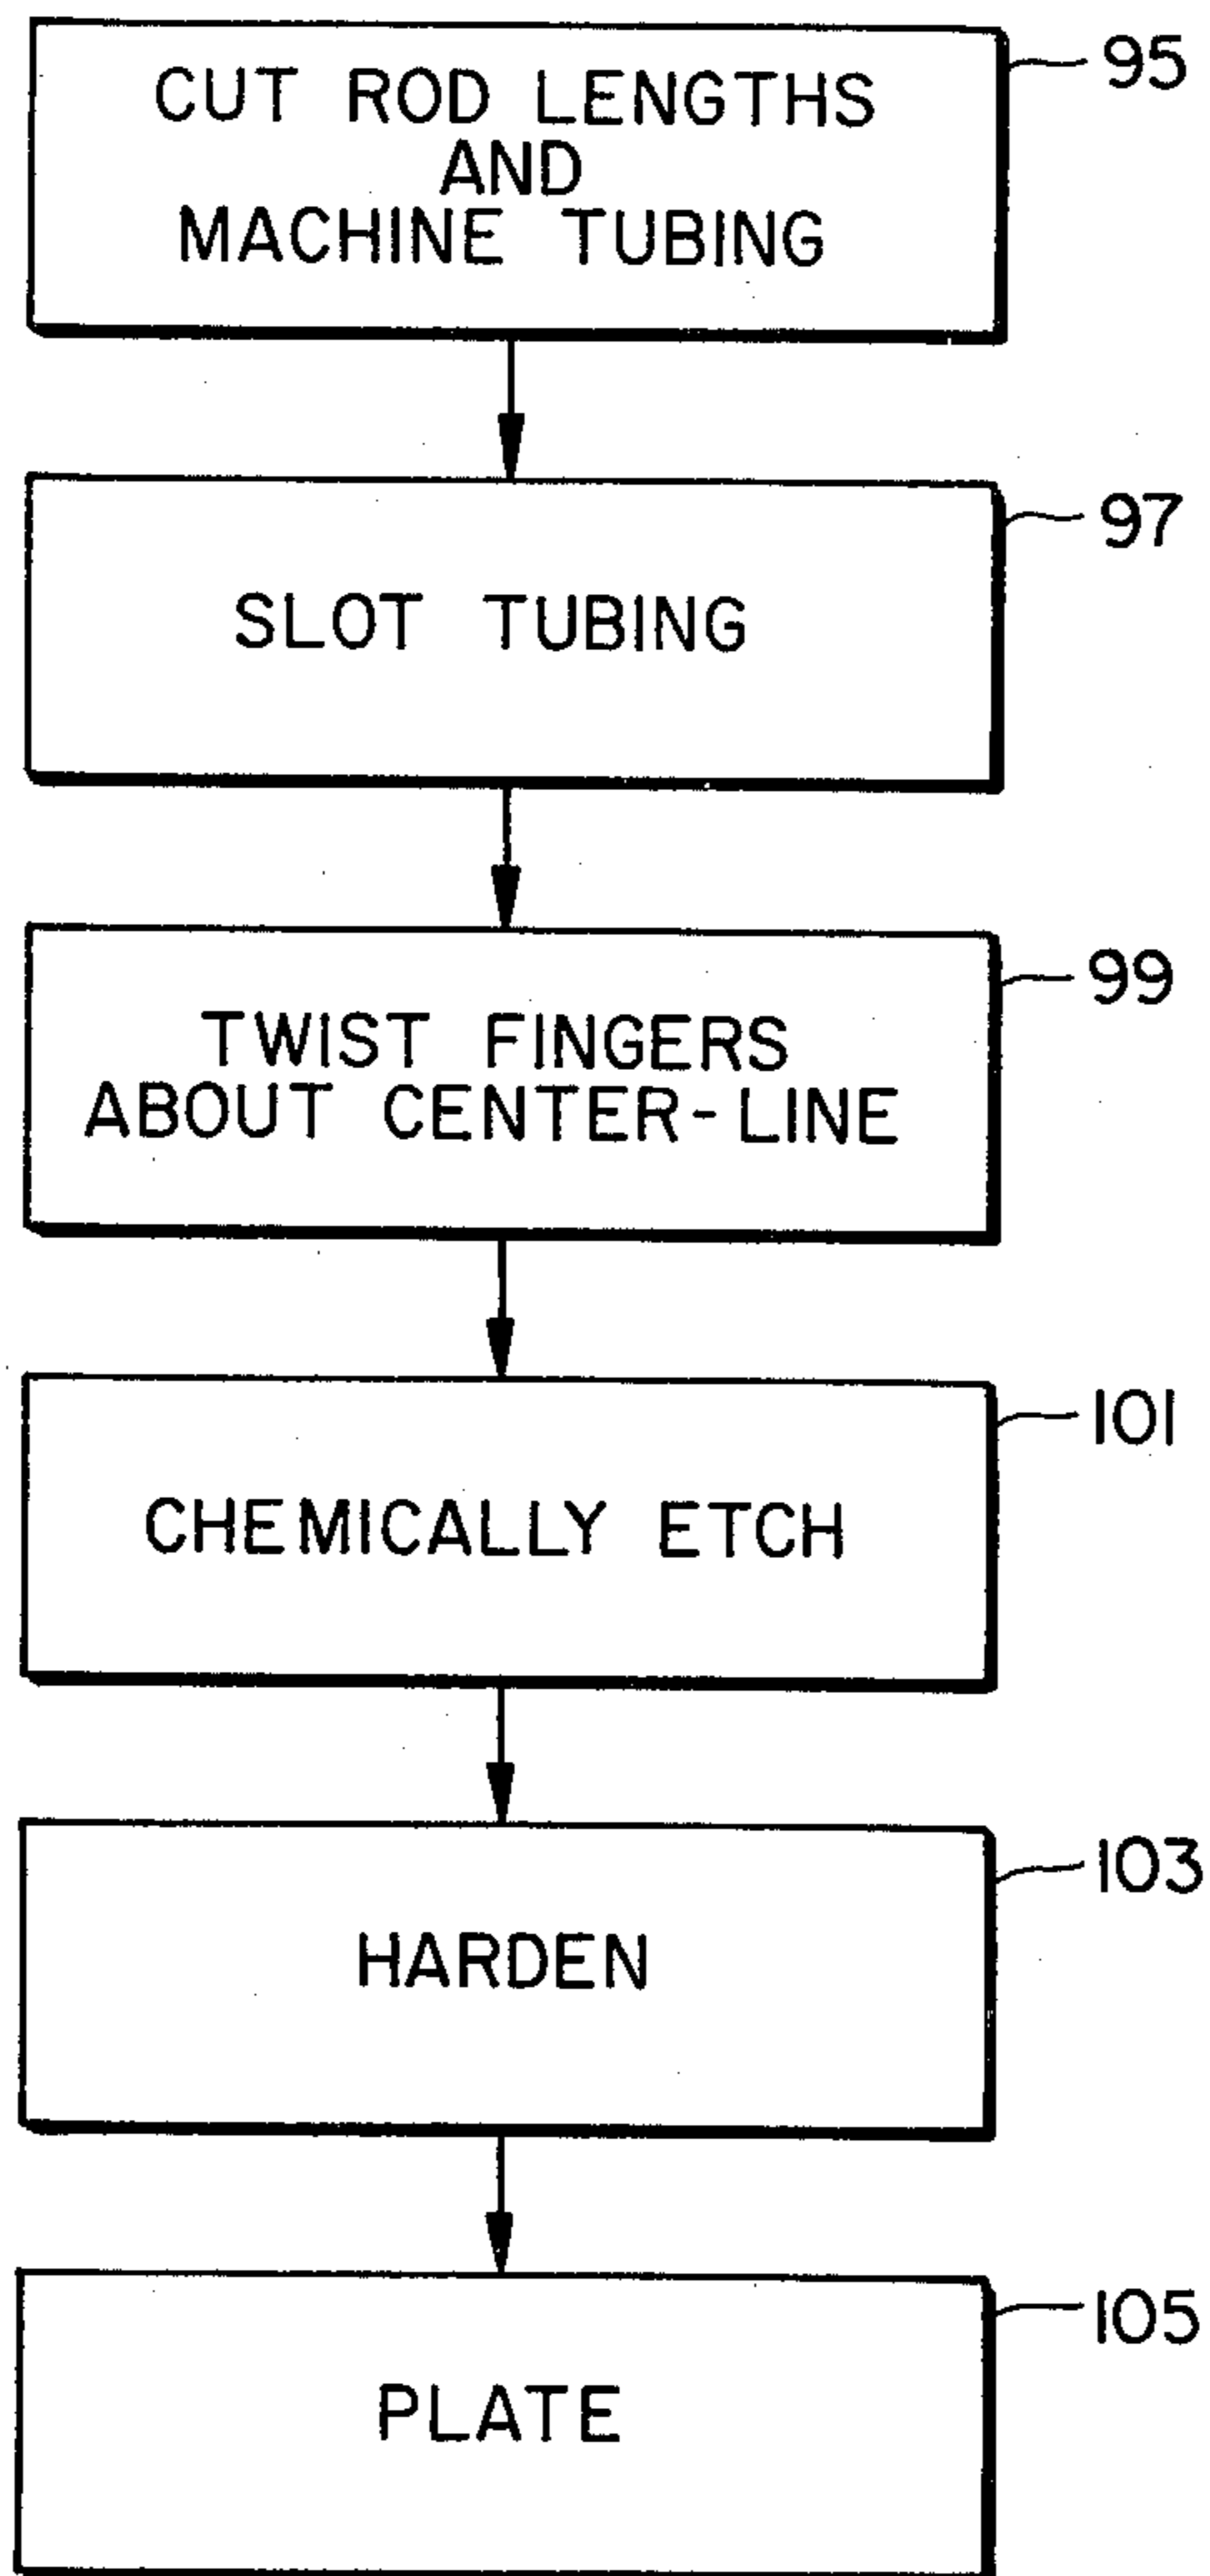 CUT ROD LENGTHS
AND
MACHINE TUBING
95
SLOT TUBING
97
TWIST FINGERS
ABOUT CENTER-LINE
99
CHEMICALLY ETCH
101
HARDEN
103
PLATE
105